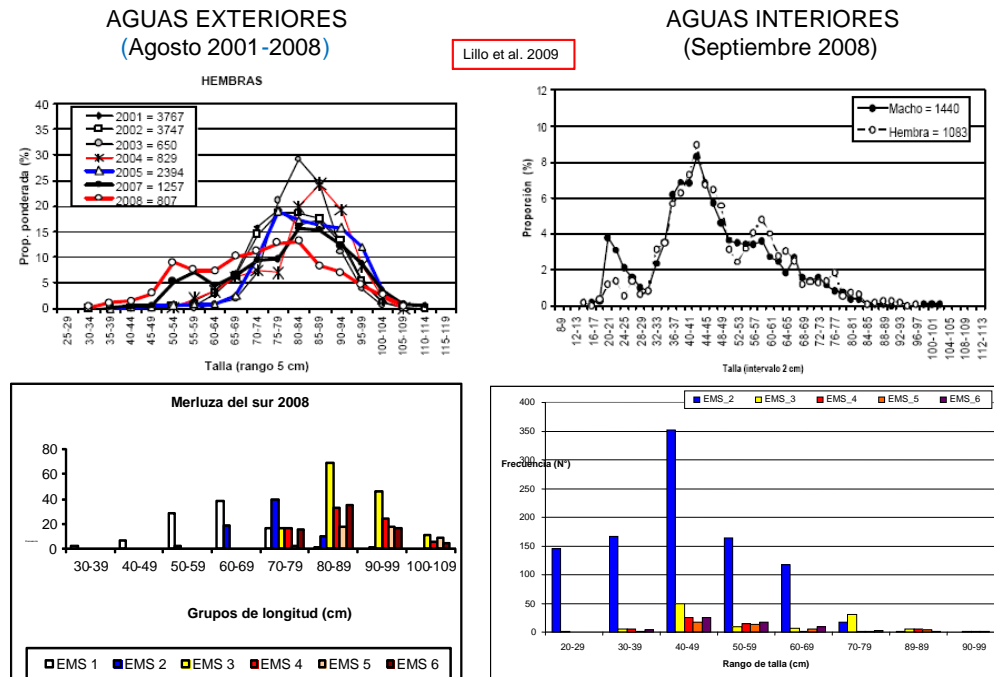 AGUAS EXTERIORES
(Agosto 2001-2008)
Lillo et al. 2009
AGUAS INTERIORES
(Septiembre 2008)
HEMBRAS
Prop. ponderada (%)
40
35
30
25
20
15
10
5
0
2001 = 3767
2002 = 3747
2003 = 650
2004 = 829
2005 = 2394
2007 = 1257
2008 = 807
25-29 30-34 35-39 40-44 45-49 50-54 55-59 60-64 65-69 70-74 75-79 80-84 85-89 90-94 95-99 100-104 105-109 110-114 115-119
Talla (rango 5 cm)
Proporción (%)
12
10
8
6
4
2
0
Macho = 1440
Hembra = 1083
8-9 12-13 16-17 20-21 24-25 28-29 32-33 36-37 40-41 44-45 48-49 52-53 56-57 60-61 64-65 68-69 72-73 76-77 80-81 84-85 88-89 92-93 96-97 100-101 104-105 108-109 112-113
Talla (intervalo 2 cm)
Merluza del sur 2008
80
60
40
20
0
30-39 40-49 50-59 60-69 70-79 80-89 90-99 100-109
Grupos de longitud (cm)
EMS 1 EMS 2 EMS 3 EMS 4 EMS 5 EMS 6
EMS_2 EMS_3 EMS_4 EMS_5 EMS_6
Frecuencia (N°)
400
350
300
250
200
150
100
50
0
20-29 30-39 40-49 50-59 60-69 70-79 89-89 90-99
Rango de talla (cm)